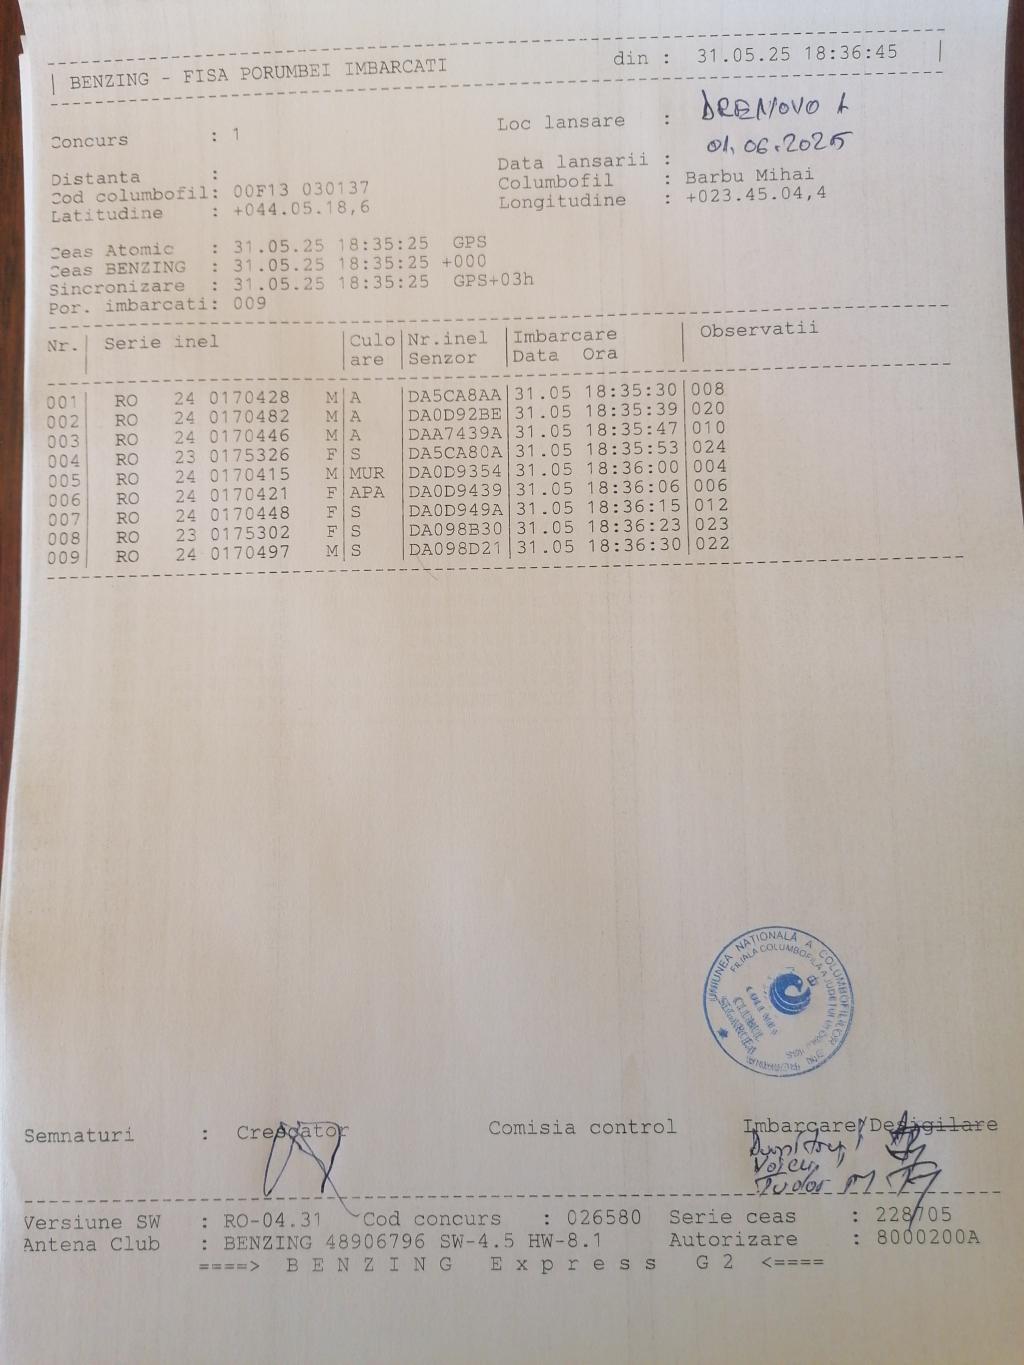 BENZING - FISA PORUMBEI IMBARCATI din : 31.05.25 18:36:45
Concurs : 1 Loc lansare : DRENOVO 1
Distanta : Data lansarii : 01.06.2025
Cod columbofil: 00F13 030137 Columbofil : Barbu Mihai
Latitudine : +044.05.18,6 Longitudine : +023.45.04,4
Ceas Atomic : 31.05.25 18:35:25 GPS
Ceas BENZING : 31.05.25 18:35:25 +000
Sincronizare : 31.05.25 18:35:25 GPS+03h
Por. imbarcati: 009
Nr. Serie inel Culo Nr.inel Imbarcare Observatii
are Senzor Data Ora
001 RO 24 0170428 M A DA5CA8AA 31.05 18:35:30 008
002 RO 24 0170482 M A DA0D92BE 31.05 18:35:39 020
003 RO 24 0170446 M A DAA7439A 31.05 18:35:47 010
004 RO 23 0175326 F S DA5CA80A 31.05 18:35:53 024
005 RO 24 0170415 M MUR DA0D9354 31.05 18:36:00 004
006 RO 24 0170421 F APA DA0D9439 31.05 18:36:06 006
007 RO 24 0170448 F S DA0D949A 31.05 18:36:15 012
008 RO 23 0175302 F S DA098B30 31.05 18:36:23 023
009 RO 24 0170497 M S DA098D21 31.05 18:36:30 022
UNIUNEA NATIONALĂ A COLUMBOFILILOR DIN ROMANIA
FILIALA COLUMBOFILA A JUDETULUI
CLUBUL
Semnaturi : Crescator Comisia control Imbarcare/Desigilare
Voicu
Tudor M
Versiune SW : RO-04.31 Cod concurs : 026580 Serie ceas : 228705
Antena Club : BENZING 48906796 SW-4.5 HW-8.1 Autorizare : 8000200A
====> B E N Z I N G E x p r e s s G 2 <====